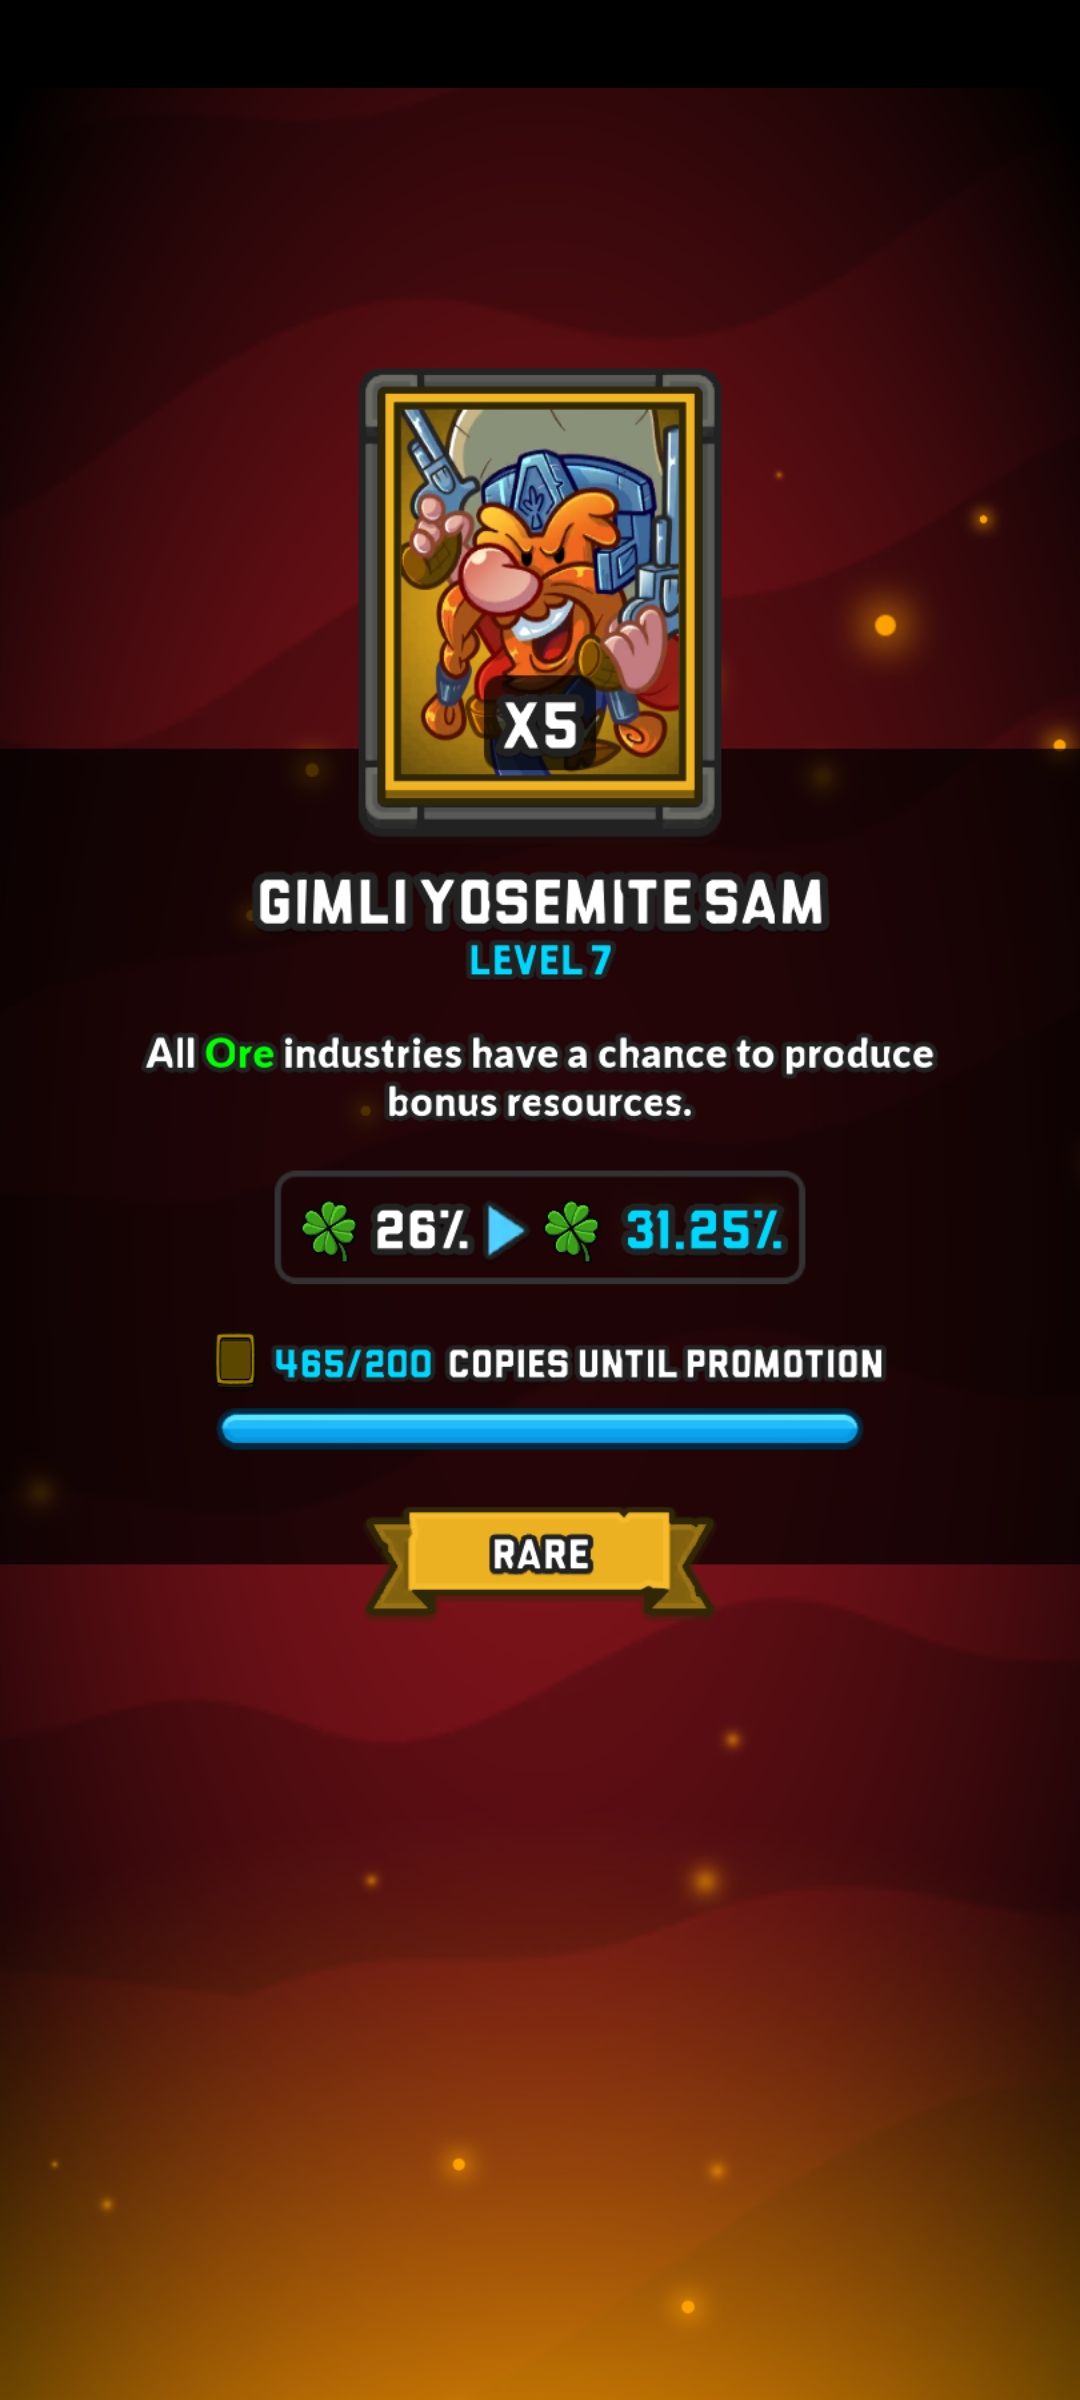 X5
GIMLI YOSEMITE SAM
LEVEL 7
All Ore industries have a chance to produce
bonus resources.
26% 31.25%
465/200 COPIES UNTIL PROMOTION
RARE